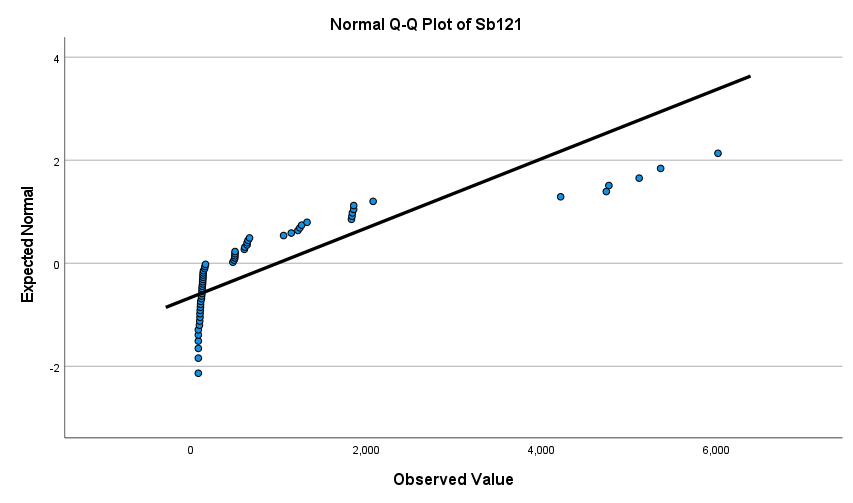 Normal Q-Q Plot of Sb121
4
2
0
-2
Expected Normal
0 2,000 4,000 6,000
Observed Value